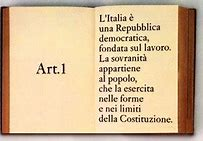 Art.1
L'Italia è
una Repubblica
democratica,
fondata sul lavoro.
La sovranità
appartiene
al popolo,
che la esercita
nelle forme
e nei limiti
della Costituzione.